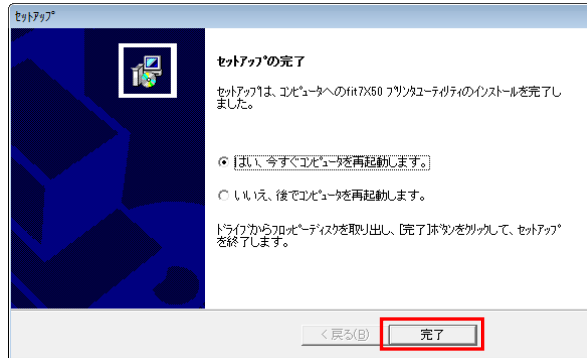 ｾｯﾄｱｯﾌﾟ
ｾｯﾄｱｯﾌﾟの完了
ｾｯﾄｱｯﾌﾟは、ｺﾝﾋﾟｭｰﾀへのfit7X50 ﾌﾟﾘﾝﾀﾕｰﾃｨﾘﾃｨのｲﾝｽﾄｰﾙを完了し
ました。
はい、今すぐｺﾝﾋﾟｭｰﾀを再起動します。
いいえ、後でｺﾝﾋﾟｭｰﾀを再起動します。
ﾄﾞﾗｲﾌﾞからﾌﾛｯﾋﾟｰﾃﾞｨｽｸを取り出し、[完了]ﾎﾞﾀﾝをｸﾘｯｸして、ｾｯﾄｱｯﾌﾟ
を終了します。
< 戻る(B)
完了